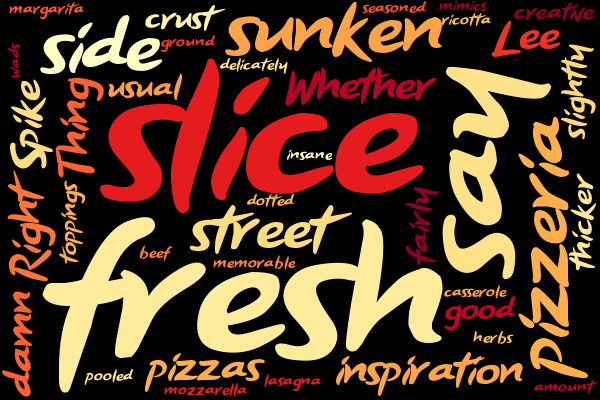 margarita
crust
seasoned
mimics
creative
side
sunken
ricotta
Lee
ground
wads
delicately
usual
Whether
slightly
Spike
Thing
slice
say
insane
pizzeria
toppings
dotted
thicker
Right
street
fairly
beef
memorable
fresh
casserole
good
damn
herbs
pooled
pizzas
lasagna
inspiration
mozzarella
amount